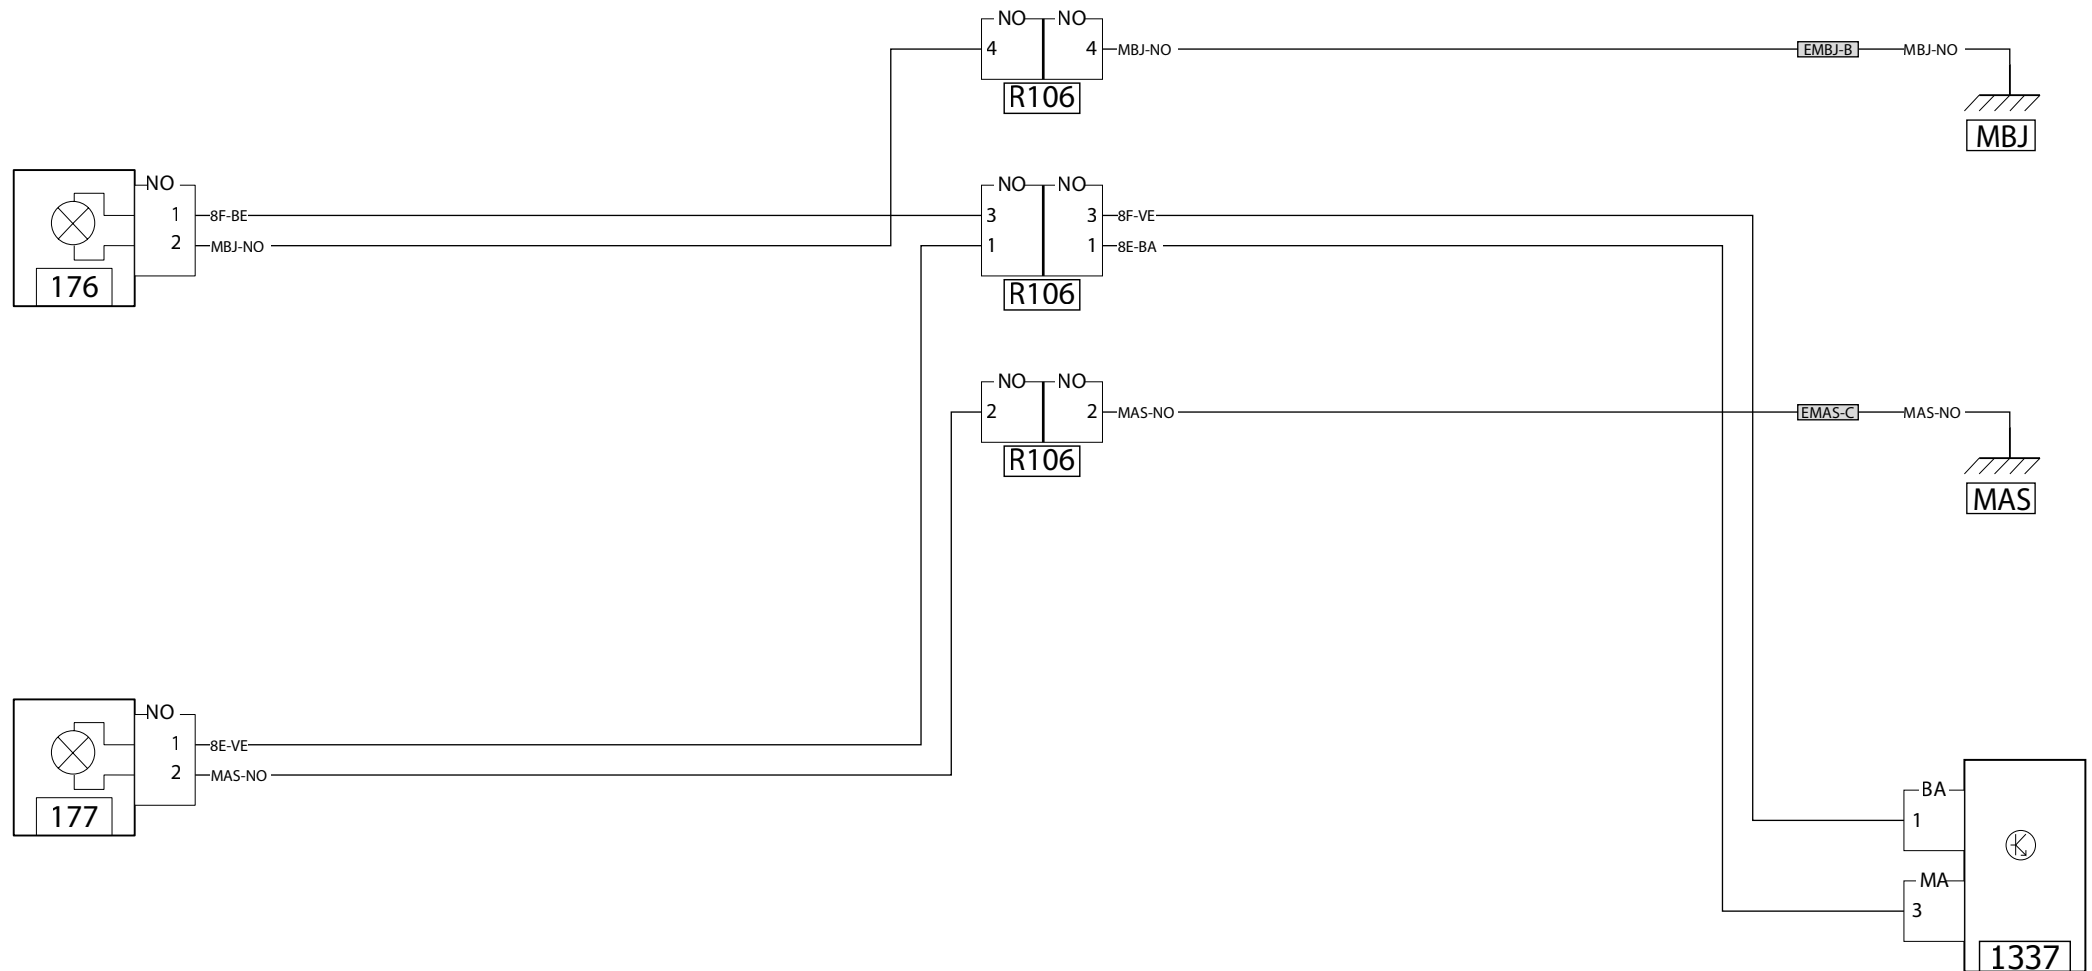 NO NO
4 4 MBJ-NO EMBJ-B MBJ-NO
R106
MBJ
NO NO NO
1 8F-BE 3 3 8F-VE
2 MBJ-NO 1 1 8E-BA
176 R106
NO NO
2 2 MAS-NO EMAS-C MAS-NO
R106
MAS
NO
1 8E-VE
2 MAS-NO
177
BA
1
MA
3
1337